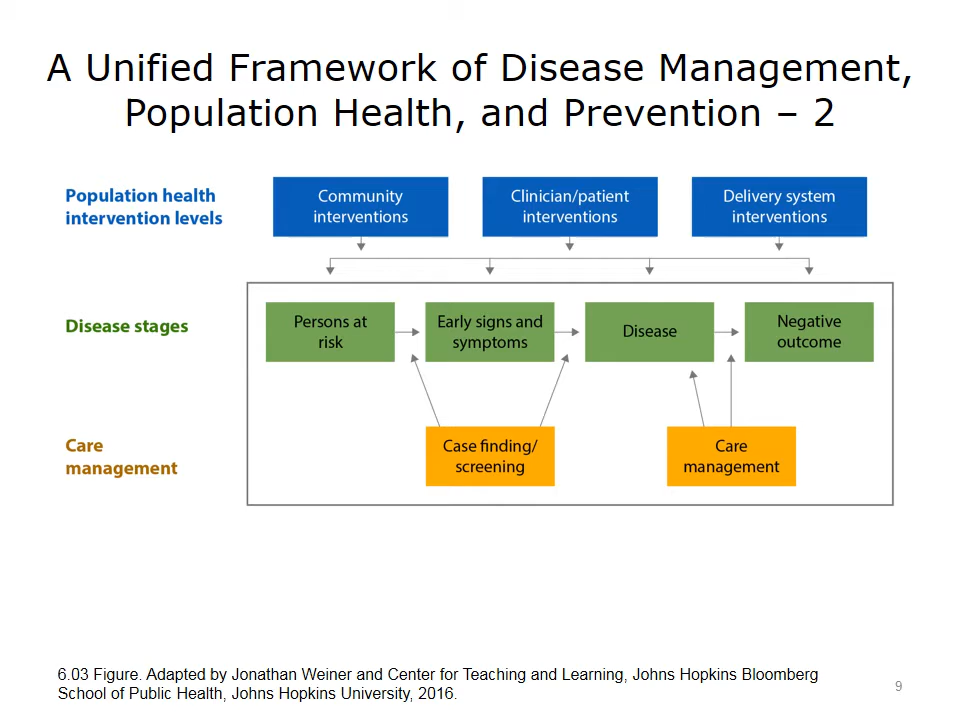 A Unified Framework of Disease Management,
Population Health, and Prevention – 2
Population health
intervention levels
Community
interventions
Clinician/patient
interventions
Delivery system
interventions
Disease stages
Persons at
risk
Early signs and
symptoms
Disease
Negative
outcome
Care
management
Case finding/
screening
Care
management
6.03 Figure. Adapted by Jonathan Weiner and Center for Teaching and Learning, Johns Hopkins Bloomberg
School of Public Health, Johns Hopkins University, 2016.
9